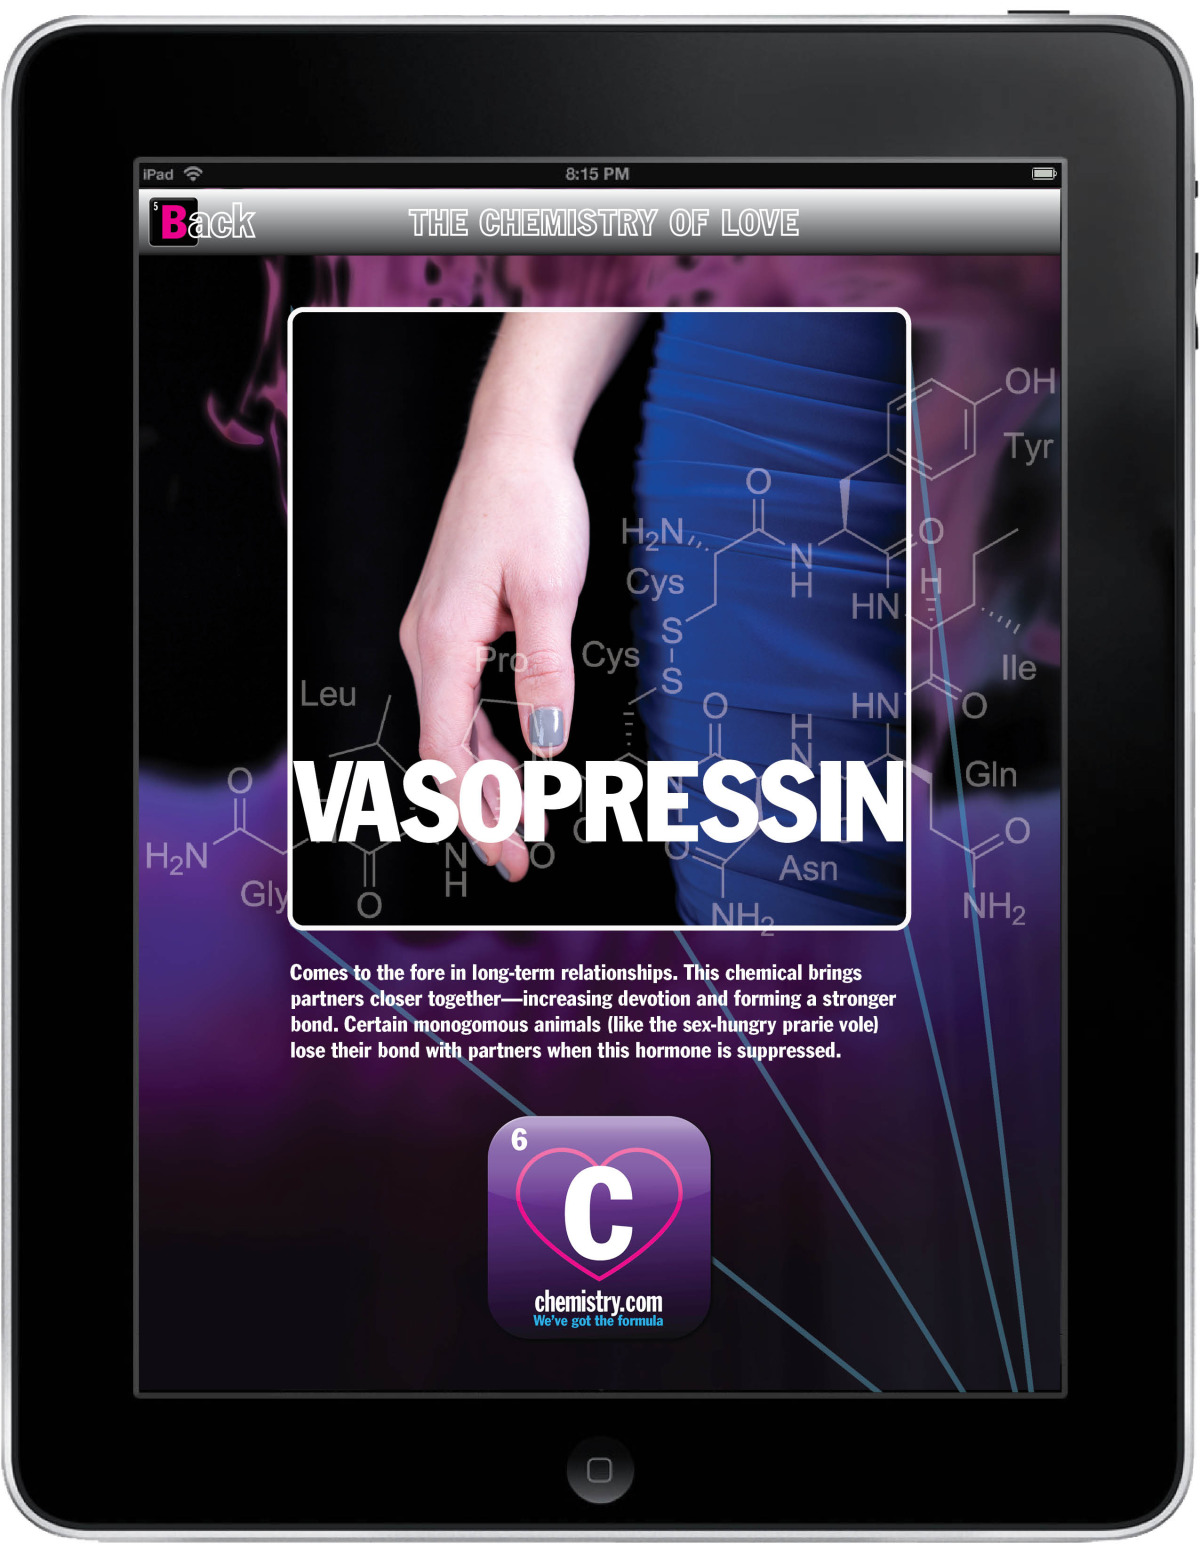 iPad
8:15 PM
5
Back
THE CHEMISTRY OF LOVE
OH
Tyr
O
H₂N
O
N
H
H
Cys
HN
S
Pro
Cys
S
Ile
Leu
O
HN
O
H
N
Gln
O
VASOPRESSIN
O
H₂N
N
H
O
O
Asn
Gly
O
NH₂
NH₂
Comes to the fore in long-term relationships. This chemical brings
partners closer together—increasing devotion and forming a stronger
bond. Certain monogomous animals (like the sex-hungry prarie vole)
lose their bond with partners when this hormone is suppressed.
6
C
chemistry.com
We've got the formula